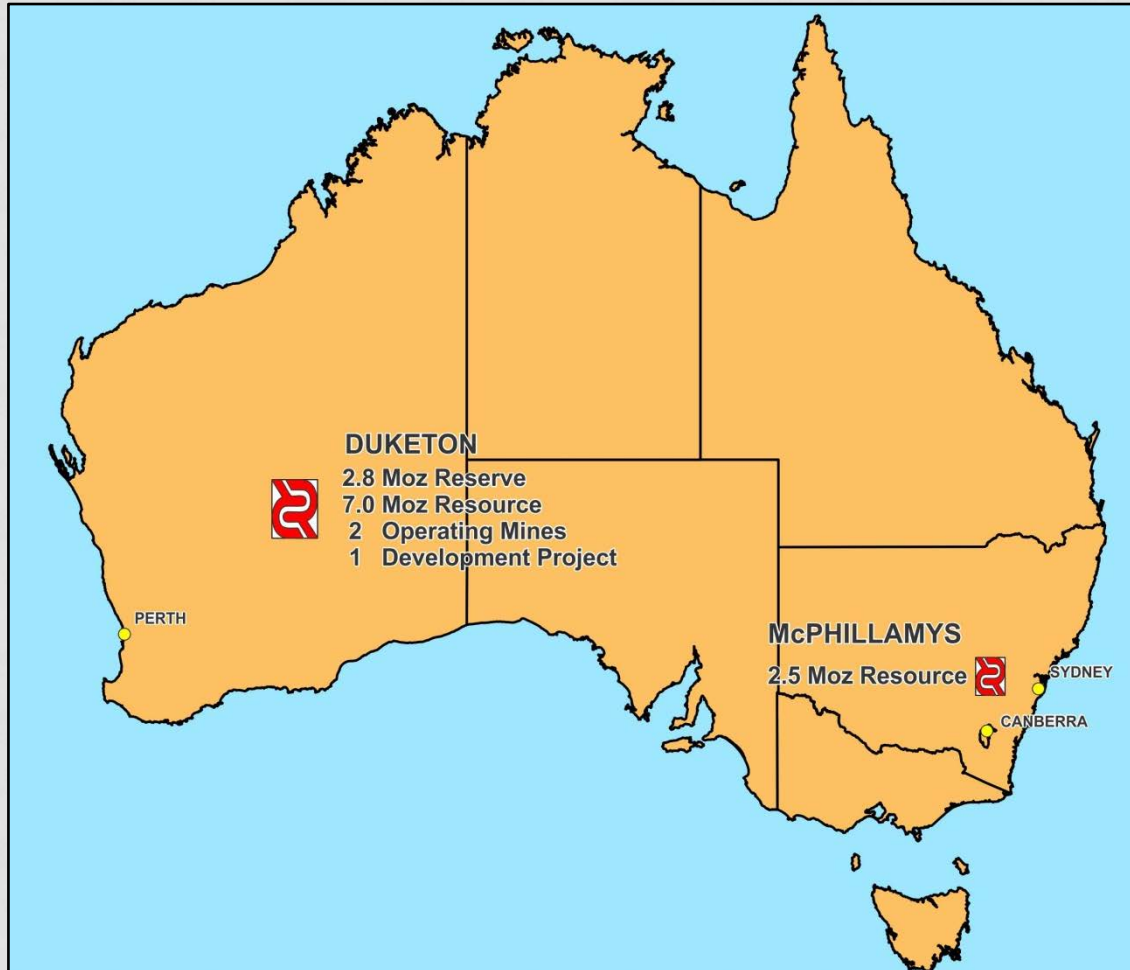 DUKETON
2.8 Moz Reserve
7.0 Moz Resource
2 Operating Mines
1 Development Project
PERTH
McPHILLAMYS
2.5 Moz Resource
SYDNEY
CANBERRA